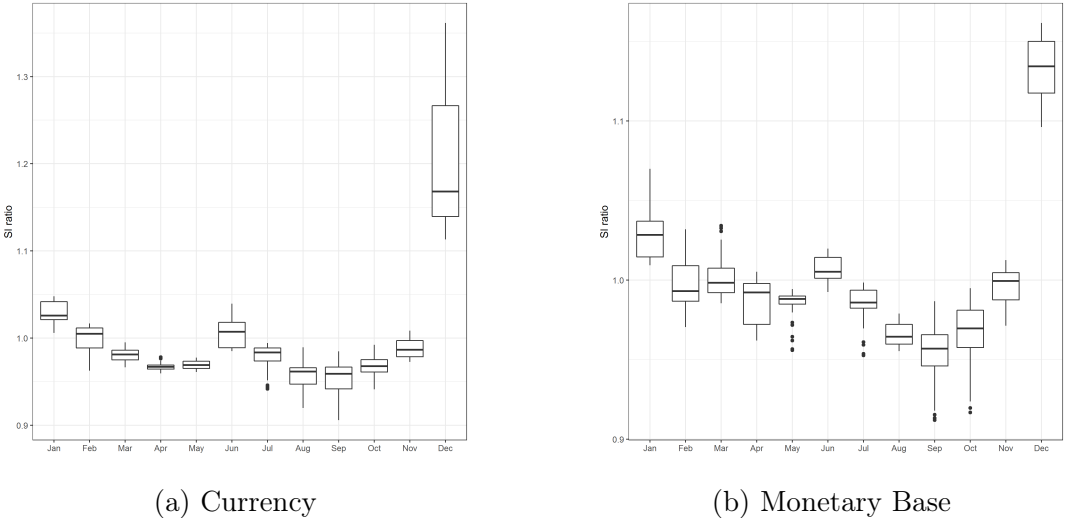 SI ratio
1.3
1.2
1.1
1.0
0.9
Jan Feb Mar Apr May Jun Jul Aug Sep Oct Nov Dec
(a) Currency
SI ratio
1.1
1.0
0.9
Jan Feb Mar Apr May Jun Jul Aug Sep Oct Nov Dec
(b) Monetary Base